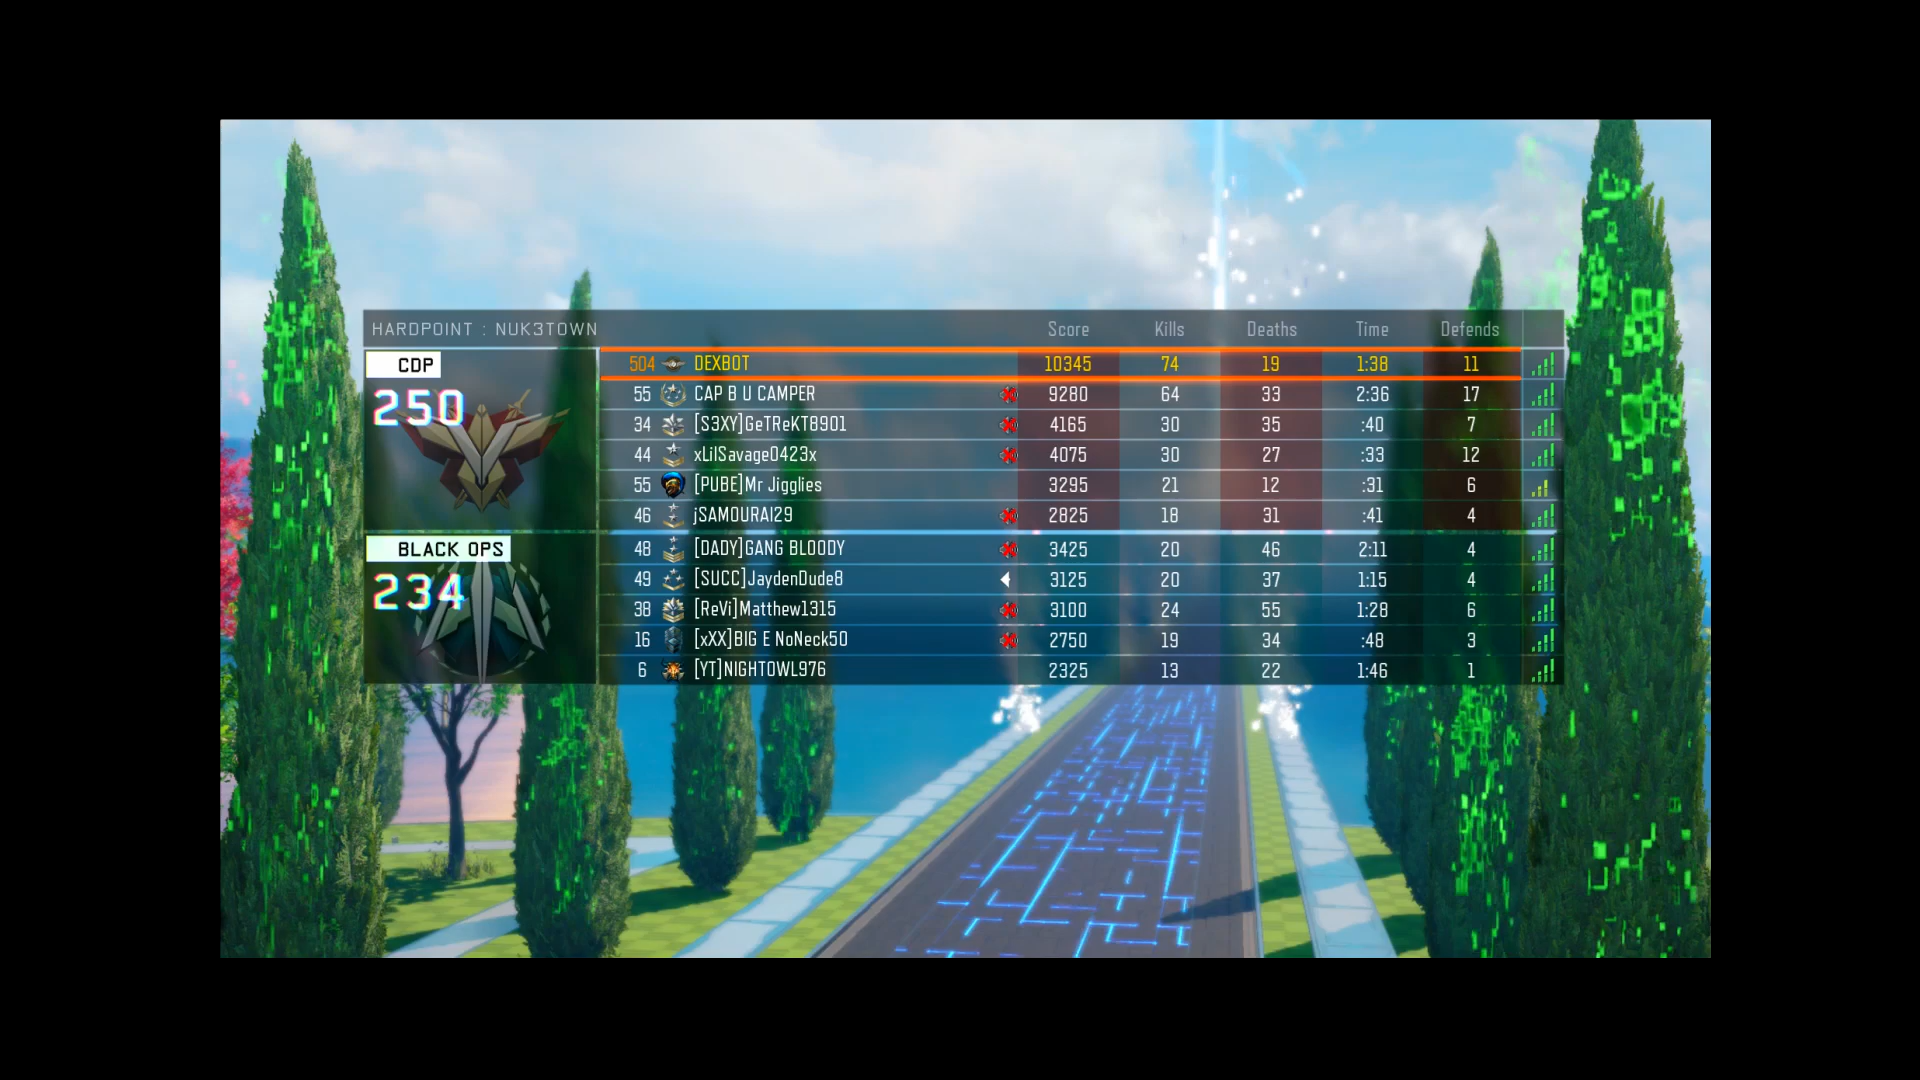 HARDPOINT : NUK3TOWN Score Kills Deaths Time Defends
CDP
250
504 DEXBOT 10345 74 19 1:38 11
55 CAP B U CAMPER 9280 64 33 2:36 17
34 [S3XY]GeTReKT8901 4165 30 35 :40 7
44 xLilSavage0423x 4075 30 27 :33 12
55 [PUBE]Mr Jigglies 3295 21 12 :31 6
46 jSAMOURAI29 2825 18 31 :41 4
BLACK OPS
234
48 [DADY]GANG BLOODY 3425 20 46 2:11 4
49 [SUCC]JaydenDude8 3125 20 37 1:15 4
38 [ReVi]Matthew1315 3100 24 55 1:28 6
16 [xXX]BIG E NoNeck50 2750 19 34 :48 3
6 [YT]NIGHTOWL976 2325 13 22 1:46 1